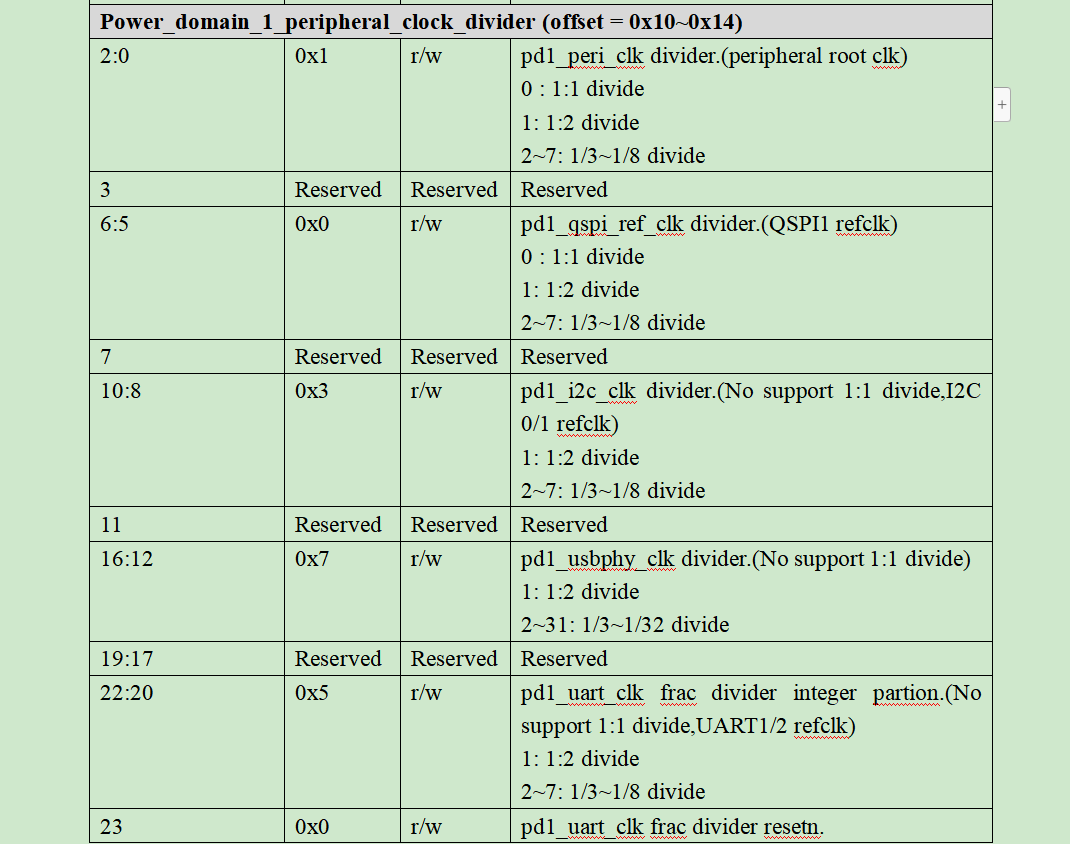 Power_domain_1_peripheral_clock_divider (offset = 0x10~0x14)
2:0 0x1 r/w pd1_peri_clk divider.(peripheral root clk)
0 : 1:1 divide
1: 1:2 divide
2~7: 1/3~1/8 divide
3 Reserved Reserved Reserved
6:5 0x0 r/w pd1_qspi_ref_clk divider.(QSPI1 refclk)
0 : 1:1 divide
1: 1:2 divide
2~7: 1/3~1/8 divide
7 Reserved Reserved Reserved
10:8 0x3 r/w pd1_i2c_clk divider.(No support 1:1 divide,I2C
0/1 refclk)
1: 1:2 divide
2~7: 1/3~1/8 divide
11 Reserved Reserved Reserved
16:12 0x7 r/w pd1_usbphy_clk divider.(No support 1:1 divide)
1: 1:2 divide
2~31: 1/3~1/32 divide
19:17 Reserved Reserved Reserved
22:20 0x5 r/w pd1_uart_clk frac divider integer partion.(No
support 1:1 divide,UART1/2 refclk)
1: 1:2 divide
2~7: 1/3~1/8 divide
23 0x0 r/w pd1_uart_clk frac divider resetn.